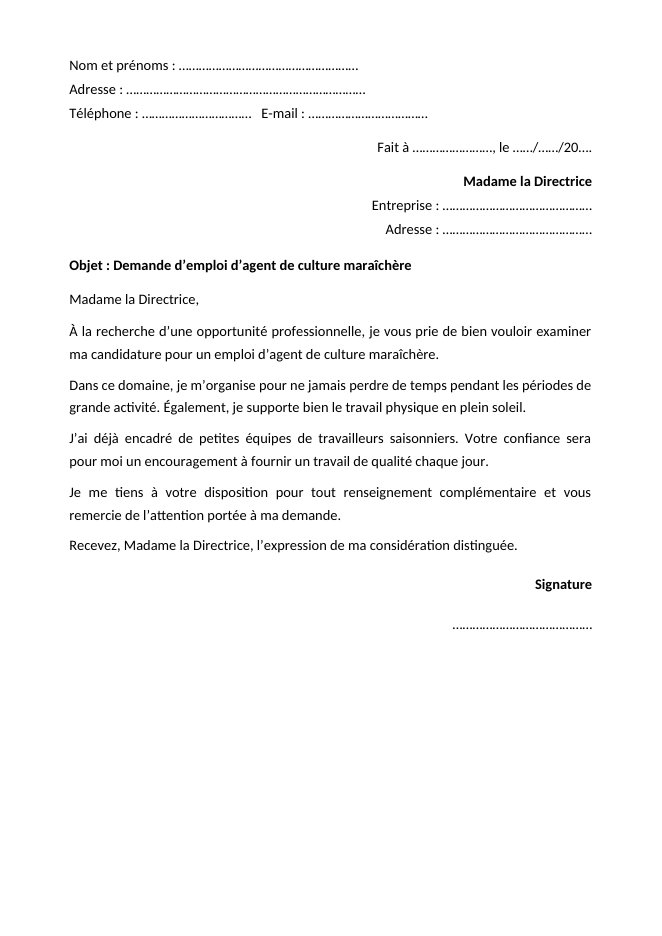 Nom et prénoms : ………………………………………………
Adresse : ………………………………………………………………
Téléphone : …………………………… E-mail : ………………………………
Fait à ……………………, le ……/……/20….
Madame la Directrice
Entreprise : ………………………………………
Adresse : ………………………………………
Objet : Demande d’emploi d’agent de culture maraîchère
Madame la Directrice,
À la recherche d’une opportunité professionnelle, je vous prie de bien vouloir examiner
ma candidature pour un emploi d’agent de culture maraîchère.
Dans ce domaine, je m’organise pour ne jamais perdre de temps pendant les périodes de
grande activité. Également, je supporte bien le travail physique en plein soleil.
J’ai déjà encadré de petites équipes de travailleurs saisonniers. Votre confiance sera
pour moi un encouragement à fournir un travail de qualité chaque jour.
Je me tiens à votre disposition pour tout renseignement complémentaire et vous
remercie de l’attention portée à ma demande.
Recevez, Madame la Directrice, l’expression de ma considération distinguée.
Signature
……………………………………